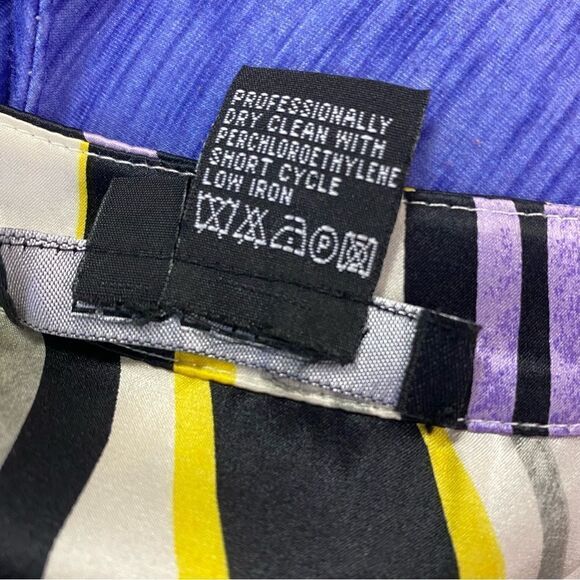 PROFESSIONALLY
DRY CLEAN WITH
PERCHLOROETHYLENE
SHORT CYCLE
LOW IRON
P